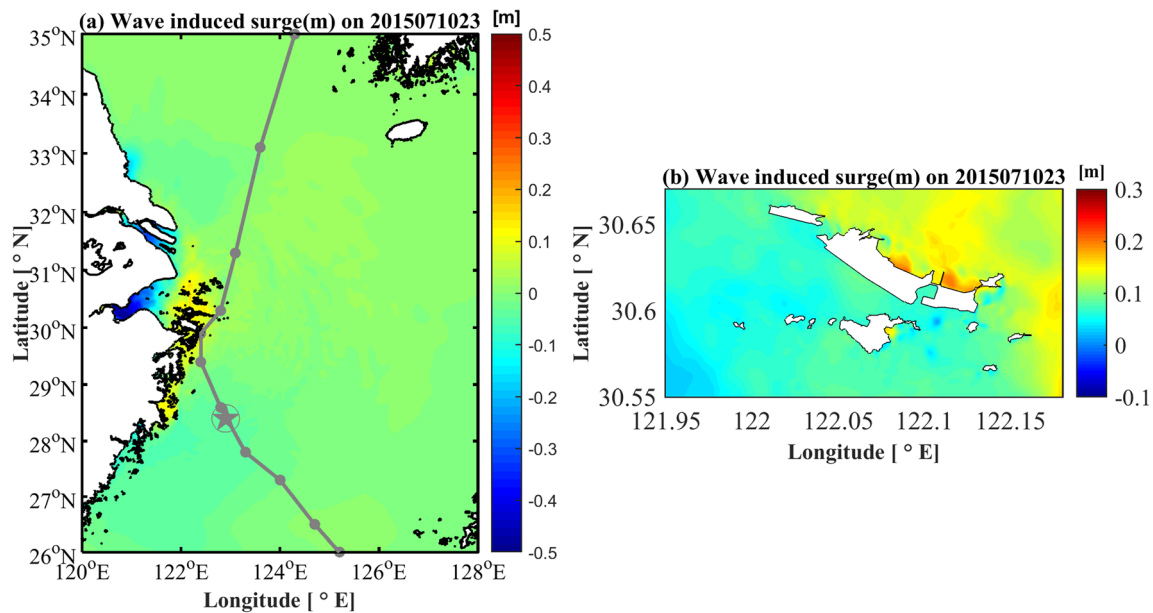 (a) Wave induced surge(m) on 2015071023
[m]
35°N
34°N
33°N
32°N
31°N
30°N
29°N
28°N
27°N
26°N
Latitude [ ° N]
120°E 122°E 124°E 126°E 128°E
Longitude [ ° E]
0.5
0.4
0.3
0.2
0.1
0
-0.1
-0.2
-0.3
-0.4
-0.5
(b) Wave induced surge(m) on 2015071023
[m]
30.65
30.6
30.55
Latitude [ ° N]
121.95 122 122.05 122.1 122.15
Longitude [ ° E]
0.3
0.2
0.1
0
-0.1